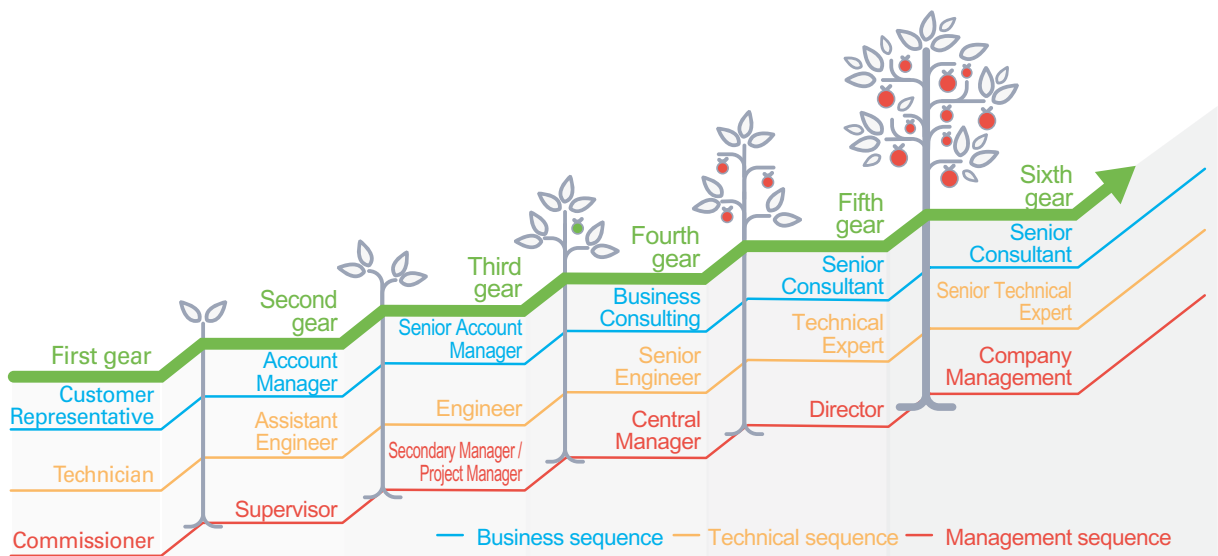 First gear
Customer
Representative
Technician
Commissioner
Second
gear
Account
Manager
Assistant
Engineer
Supervisor
Third
gear
Senior Account
Manager
Engineer
Secondary Manager /
Project Manager
Fourth
gear
Business
Consulting
Senior
Engineer
Central
Manager
Fifth
gear
Senior
Consultant
Technical
Expert
Director
Sixth
gear
Senior
Consultant
Senior Technical
Expert
Company
Management
Business sequence
Technical sequence
Management sequence